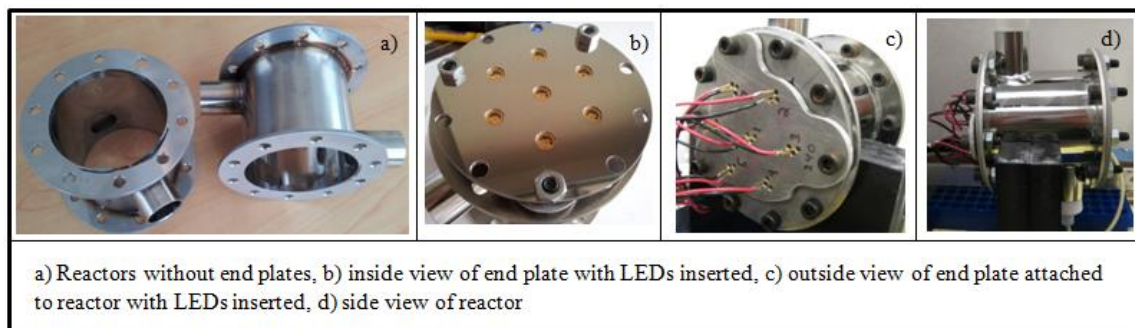 a)
b)
c)
d)
a) Reactors without end plates, b) inside view of end plate with LEDs inserted, c) outside view of end plate attached
to reactor with LEDs inserted, d) side view of reactor